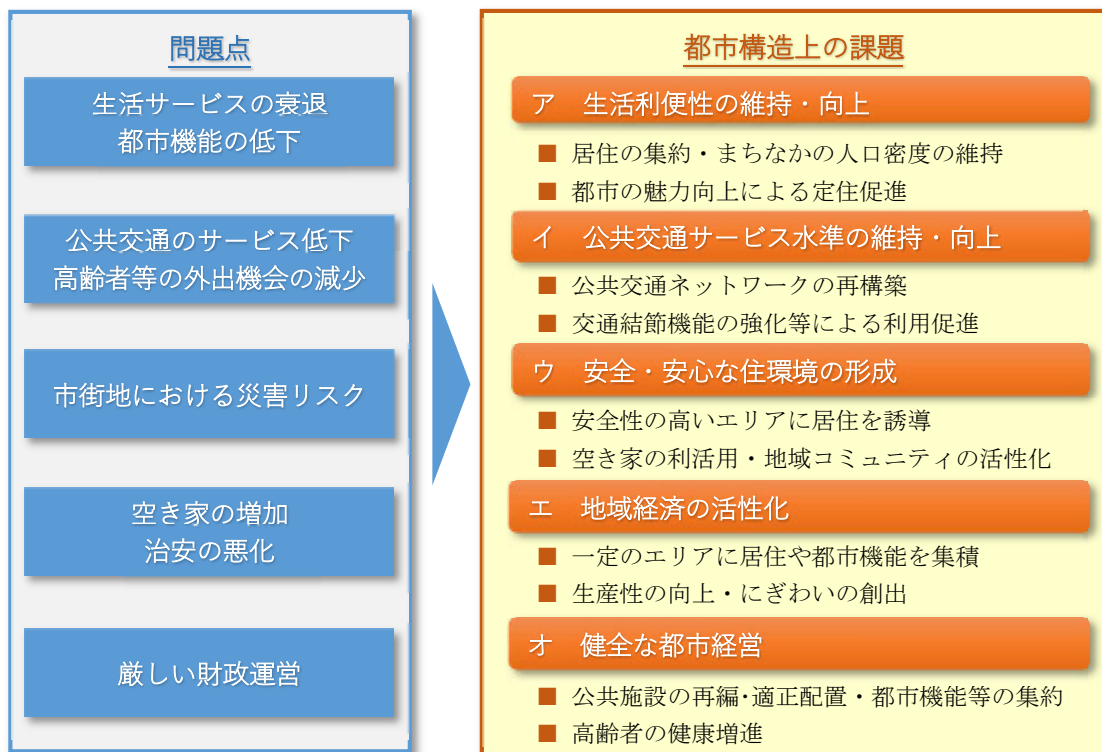 問題点
生活サービスの衰退
都市機能の低下
公共交通のサービス低下
高齢者等の外出機会の減少
市街地における災害リスク
空き家の増加
治安の悪化
厳しい財政運営
都市構造上の課題
ア 生活利便性の維持・向上
■ 居住の集約・まちなかの人口密度の維持
■ 都市の魅力向上による定住促進
イ 公共交通サービス水準の維持・向上
■ 公共交通ネットワークの再構築
■ 交通結節機能の強化等による利用促進
ウ 安全・安心な住環境の形成
■ 安全性の高いエリアに居住を誘導
■ 空き家の利活用・地域コミュニティの活性化
エ 地域経済の活性化
■ 一定のエリアに居住や都市機能を集積
■ 生産性の向上・にぎわいの創出
オ 健全な都市経営
■ 公共施設の再編･適正配置・都市機能等の集約
■ 高齢者の健康増進